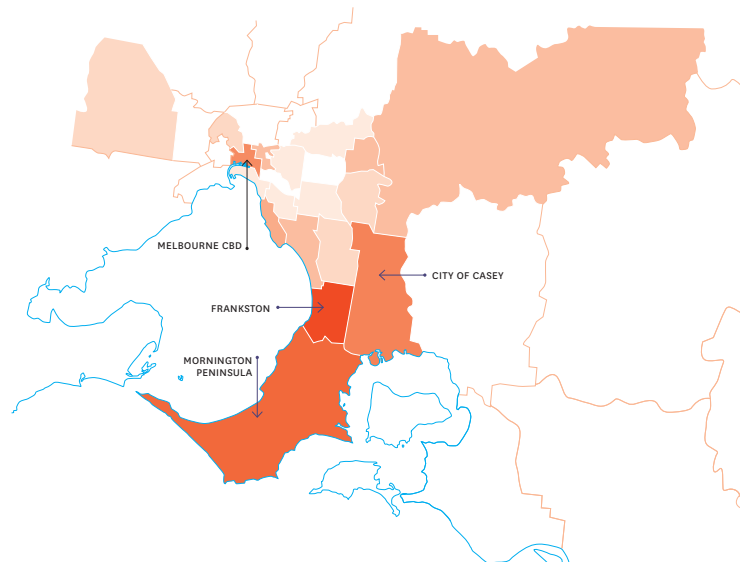 MELBOURNE CBD
CITY OF CASEY
FRANKSTON
MORNINGTON
PENINSULA